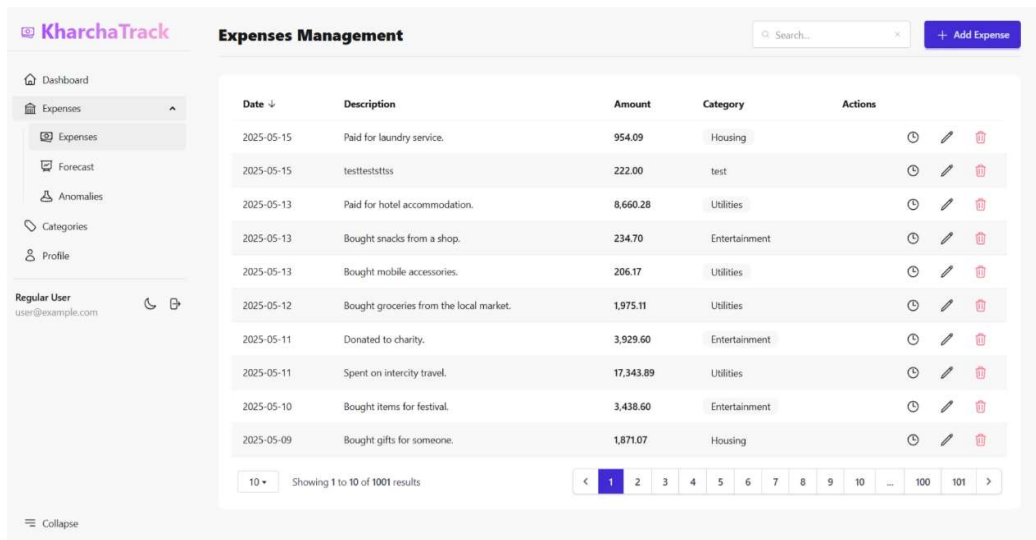 KharchaTrack
Dashboard
Expenses
Expenses
Forecast
Anomalies
Categories
Profile
Regular User
user@example.com
Collapse
Expenses Management
Search...
+ Add Expense
Date ↓ Description Amount Category Actions
2025-05-15 Paid for laundry service. 954.09 Housing
2025-05-15 testteststtss 222.00 test
2025-05-13 Paid for hotel accommodation. 8,660.28 Utilities
2025-05-13 Bought snacks from a shop. 234.70 Entertainment
2025-05-13 Bought mobile accessories. 206.17 Utilities
2025-05-12 Bought groceries from the local market. 1,975.11 Utilities
2025-05-11 Donated to charity. 3,929.60 Entertainment
2025-05-11 Spent on intercity travel. 17,343.89 Utilities
2025-05-10 Bought items for festival. 3,438.60 Entertainment
2025-05-09 Bought gifts for someone. 1,871.07 Housing
10 Showing 1 to 10 of 1001 results < 1 2 3 4 5 6 7 8 9 10 ... 100 101 >